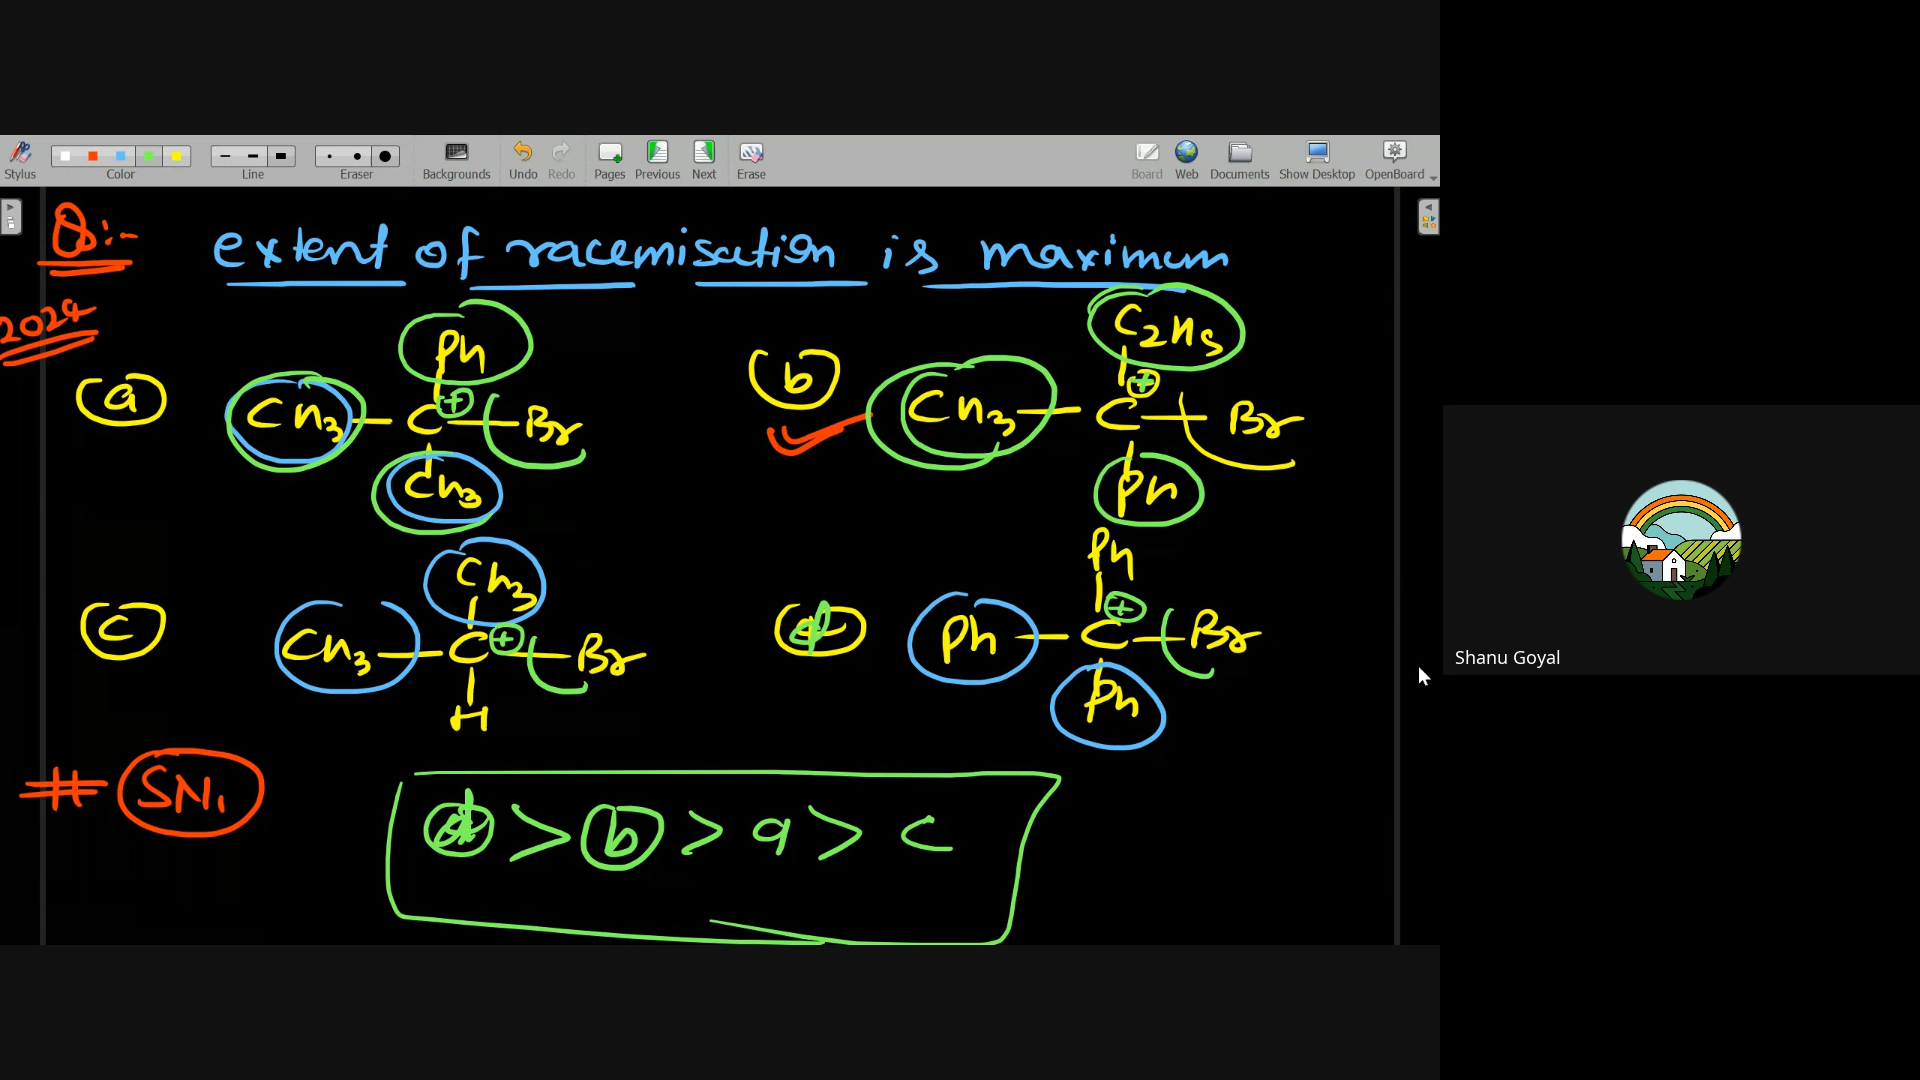 Stylus
Color
Line
Eraser
Backgrounds
Undo
Redo
Pages
Previous
Next
Erase
Board
Web
Documents
Show Desktop
OpenBoard
Q:-
extent of racemisation is maximum
2024
a
Ph
CH3 — C — Br
⊕
CH3
b
C2H5
CH3 — C — Br
⊕
Ph
c
CH3
CH3 — C — Br
⊕
H
d
Ph
Ph — C — Br
⊕
Ph
# SN1
d > b > a > c
Shanu Goyal